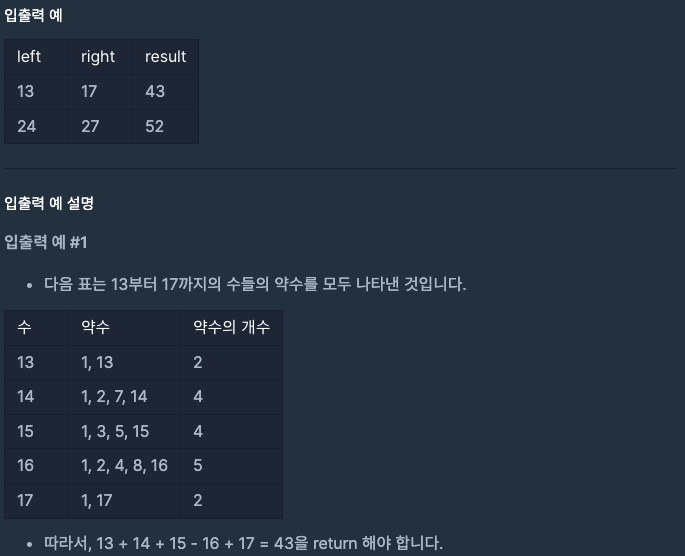 입출력 예
left right result
13 17 43
24 27 52
입출력 예 설명
입출력 예 #1
• 다음 표는 13부터 17까지의 수들의 약수를 모두 나타낸 것입니다.
수 약수 약수의 개수
13 1, 13 2
14 1, 2, 7, 14 4
15 1, 3, 5, 15 4
16 1, 2, 4, 8, 16 5
17 1, 17 2
• 따라서, 13 + 14 + 15 - 16 + 17 = 43을 return 해야 합니다.